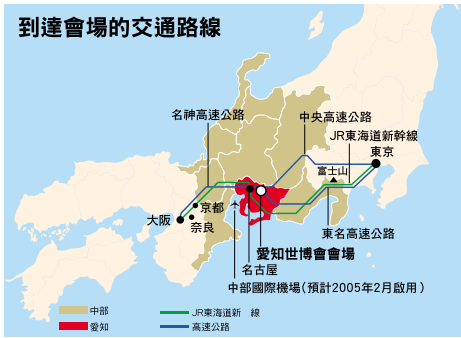 到達會場的交通路線
名神高速公路
中央高速公路
JR東海道新幹線
東京
富士山
京都
大阪
奈良
東名高速公路
愛知世博會會場
名古屋
中部國際機場(預計2005年2月啟用)
中部
JR東海道新 線
愛知
高速公路